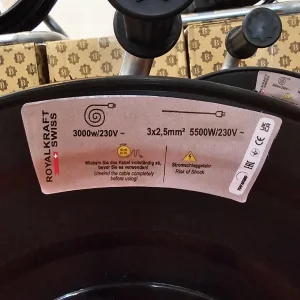 ROYALKRAFT
SWISS
3000w/230V ~
3x2,5mm² 5500W/230V ~
Wickeln Sie das Kabel vollständig ab,
bevor Sie es verwenden!
Unwind the cable completely
before using!
Stromschlaggefahr
Risk of Shock